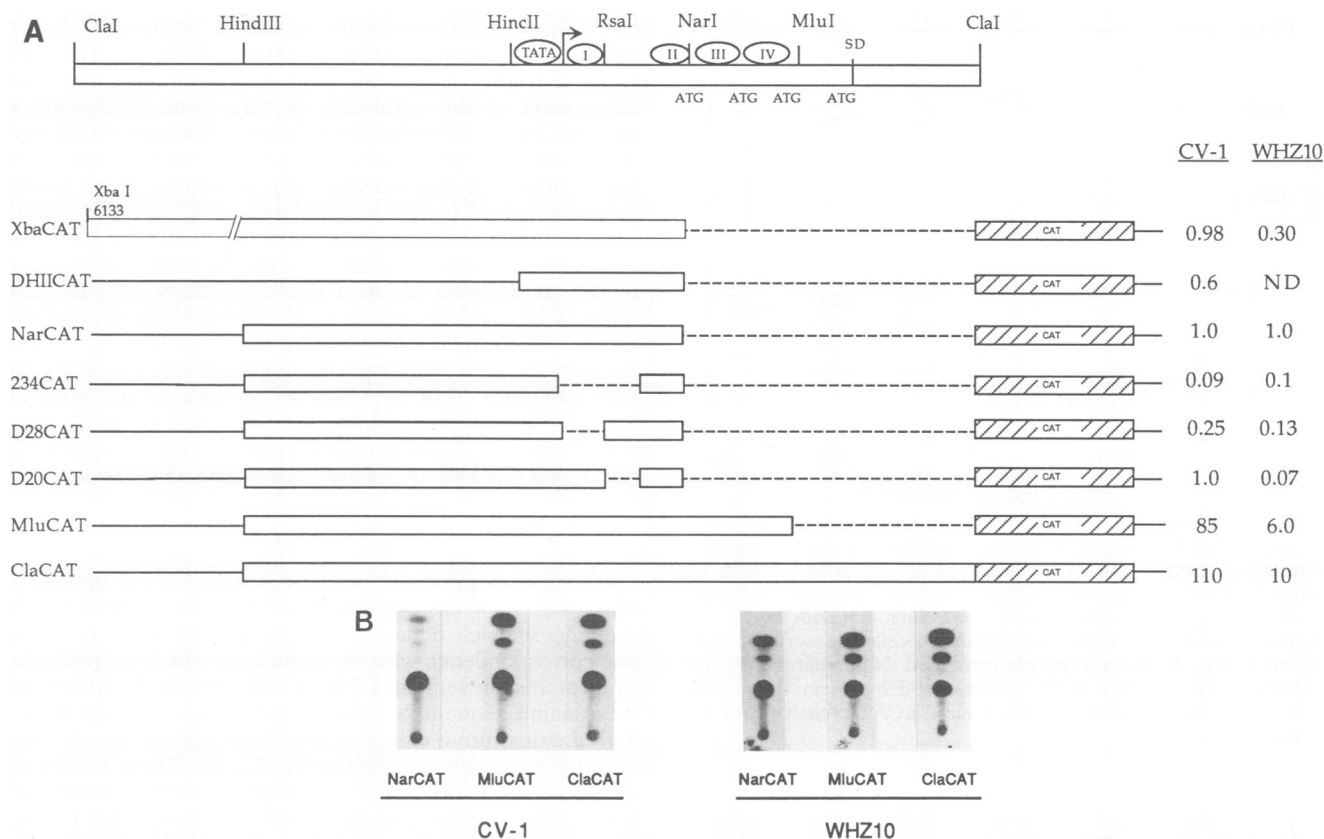 A
ClaI HindIII HincII RsaI NarI MluI ClaI
TATA I II III IV SD
ATG ATG ATG ATG
CV-1 WHZ10
Xba I
6133
XbaCAT CAT 0.98 0.30
DHIICAT CAT 0.6 ND
NarCAT CAT 1.0 1.0
234CAT CAT 0.09 0.1
D28CAT CAT 0.25 0.13
D20CAT CAT 1.0 0.07
MluCAT CAT 85 6.0
ClaCAT CAT 110 10
B
NarCAT MluCAT ClaCAT NarCAT MluCAT ClaCAT
CV-1 WHZ10